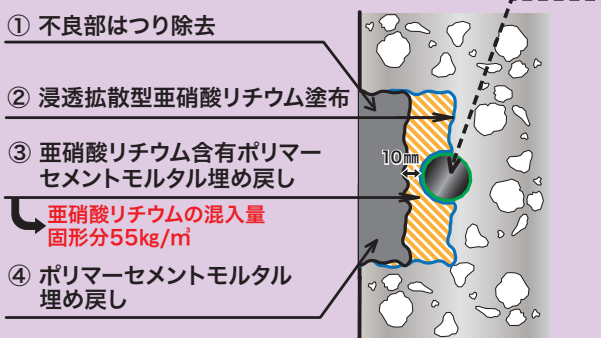 ① 不良部はつり除去
② 浸透拡散型亜硝酸リチウム塗布
③ 亜硝酸リチウム含有ポリマー
セメントモルタル埋め戻し
10㎜
亜硝酸リチウムの混入量
固形分55kg/㎥
④ ポリマーセメントモルタル
埋め戻し